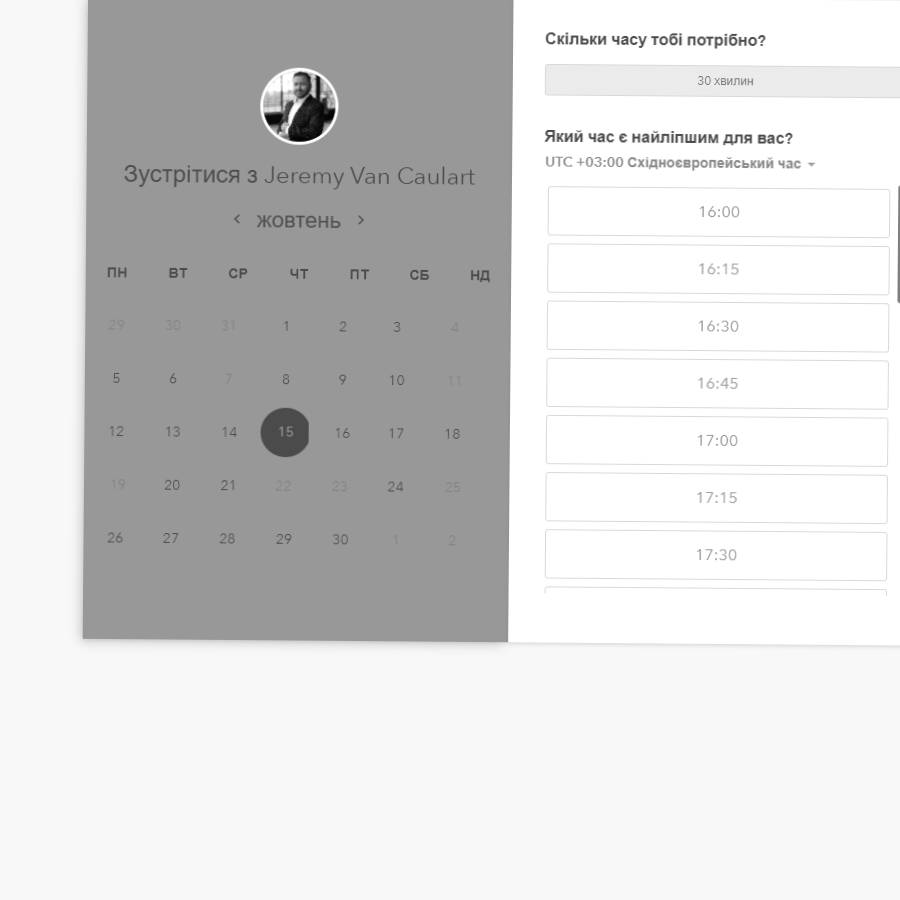 Зустрітися з Jeremy Van Caulart
жовтень
ПН ВТ СР ЧТ ПТ СБ НД
29 30 31 1 2 3 4
5 6 7 8 9 10 11
12 13 14 15 16 17 18
19 20 21 22 23 24 25
26 27 28 29 30 1 2
Скільки часу тобі потрібно?
30 хвилин
Який час є найліпшим для вас?
UTC +03:00 Східноєвропейський час
16:00
16:15
16:30
16:45
17:00
17:15
17:30